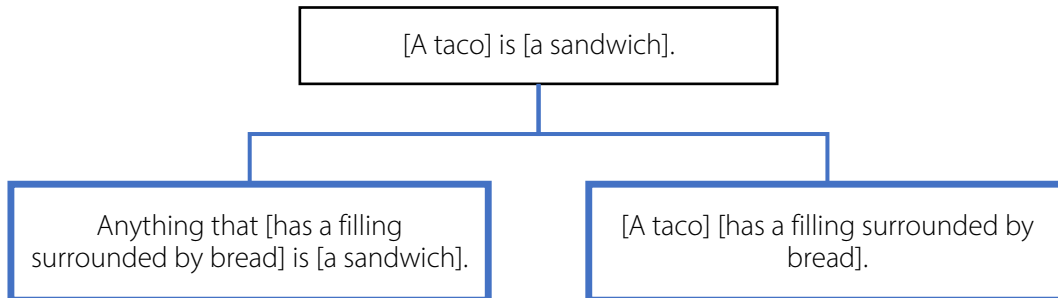 [A taco] is [a sandwich].
Anything that [has a filling
surrounded by bread] is [a sandwich].
[A taco] [has a filling surrounded by
bread].